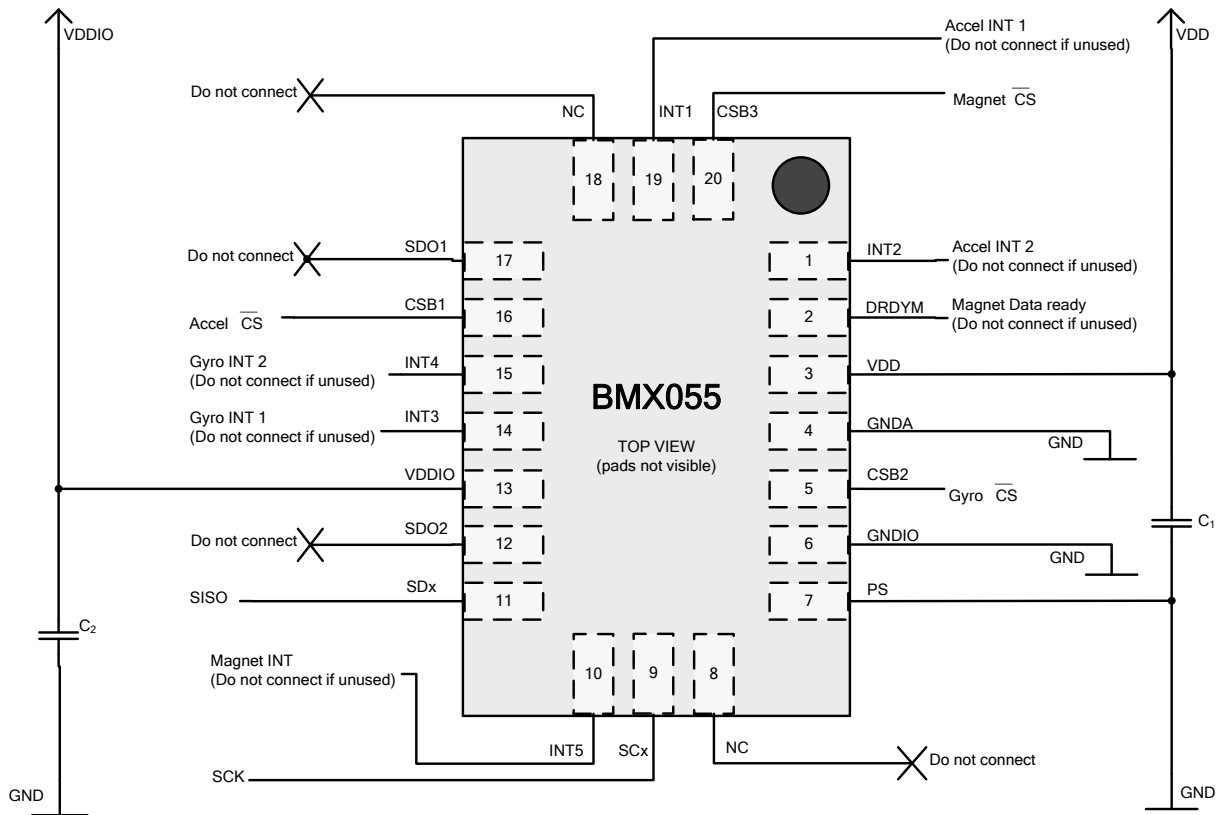 VDDIO
Accel INT 1
(Do not connect if unused)
VDD
Do not connect
Magnet CS
NC
INT1
CSB3
18
19
20
Do not connect
SDO1
17
1
INT2
Accel INT 2
(Do not connect if unused)
Accel CS
CSB1
16
2
DRDYM
Magnet Data ready
(Do not connect if unused)
Gyro INT 2
(Do not connect if unused)
INT4
15
3
VDD
BMX055
Gyro INT 1
(Do not connect if unused)
INT3
14
TOP VIEW
(pads not visible)
4
GNDA
GND
VDDIO
13
5
CSB2
Gyro CS
Do not connect
SDO2
12
6
GNDIO
GND
C1
SISO
SDx
11
7
PS
C2
Magnet INT
(Do not connect if unused)
10
9
8
INT5
SCx
NC
Do not connect
SCK
GND
GND